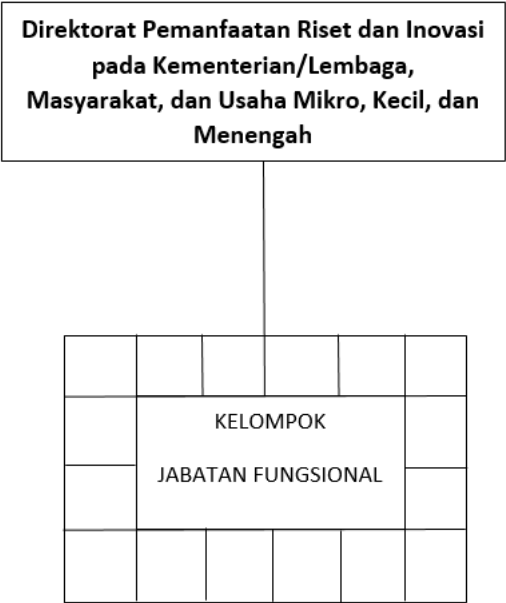 Direktorat Pemanfaatan Riset dan Inovasi
pada Kementerian/Lembaga,
Masyarakat, dan Usaha Mikro, Kecil, dan
Menengah
KELOMPOK
JABATAN FUNGSIONAL